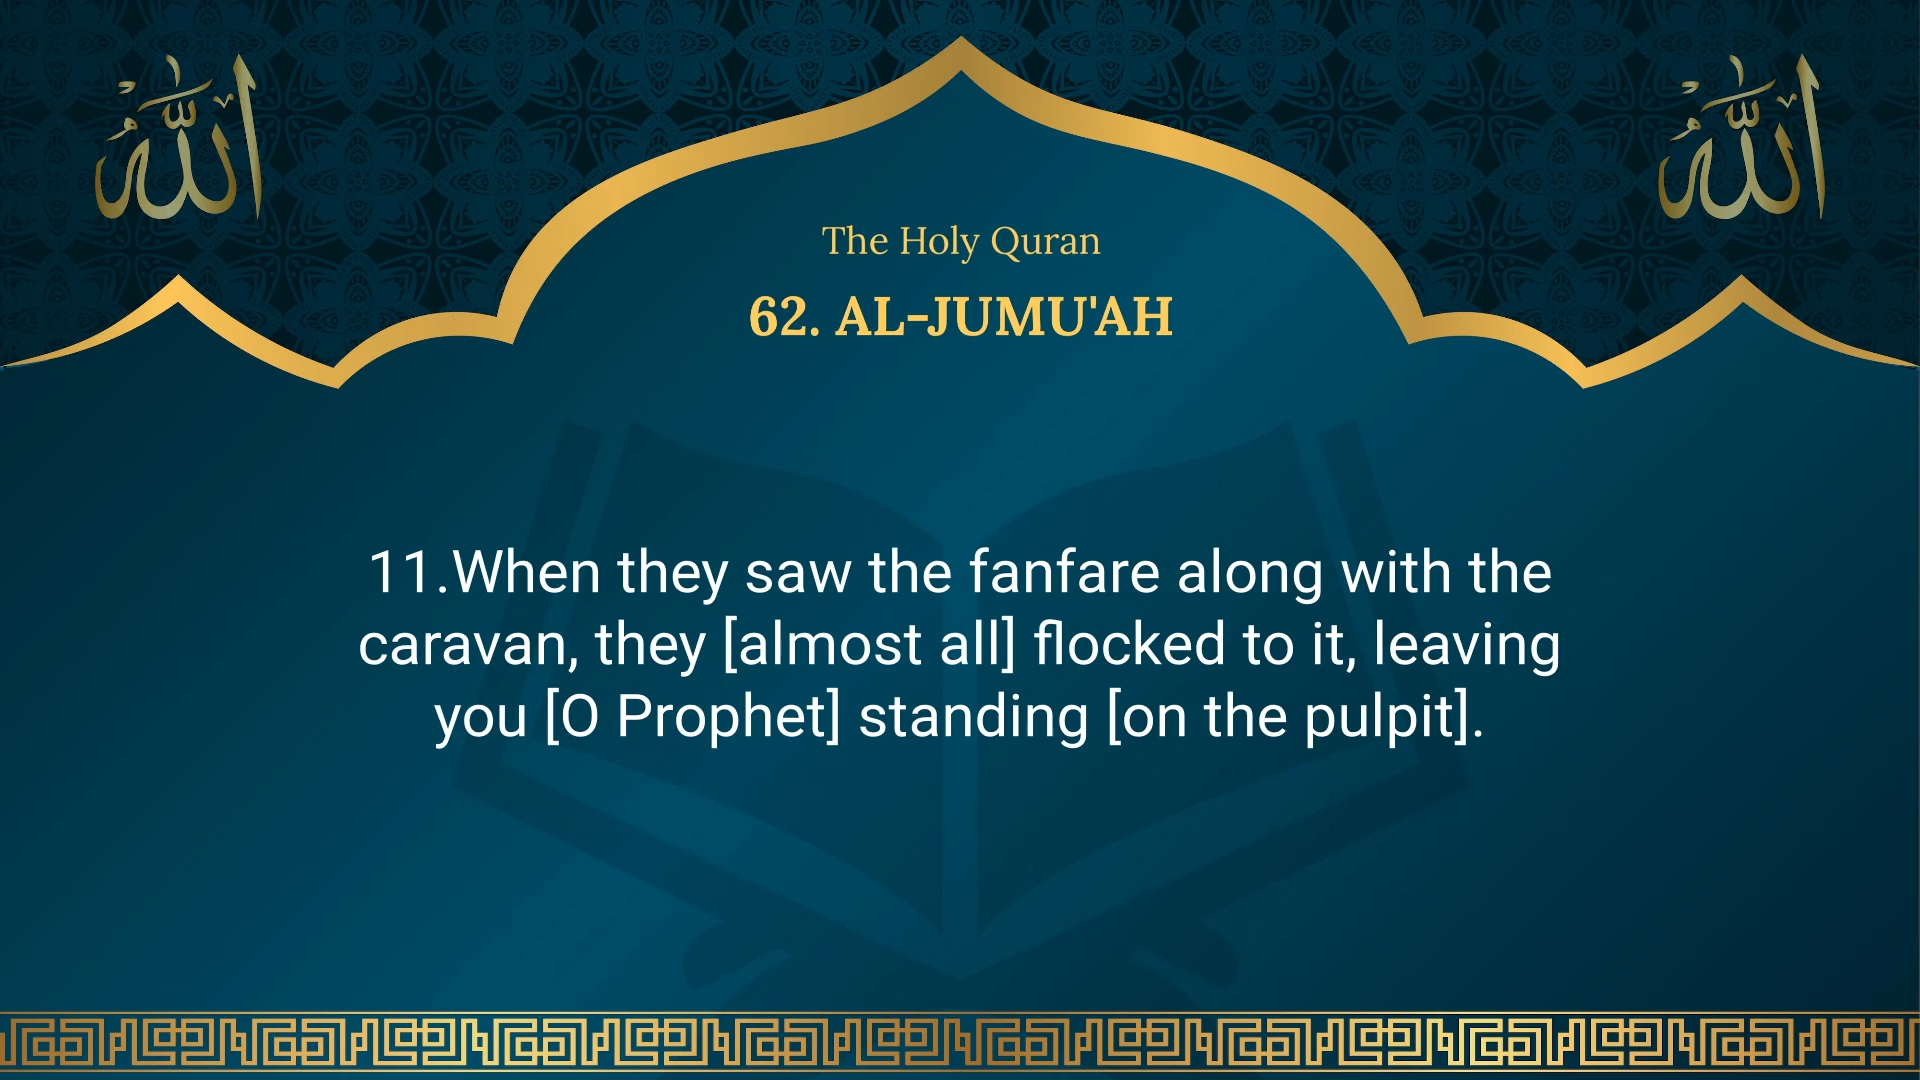 الله
الله
The Holy Quran
62. AL-JUMU'AH
11.When they saw the fanfare along with the
caravan, they [almost all] flocked to it, leaving
you [O Prophet] standing [on the pulpit].